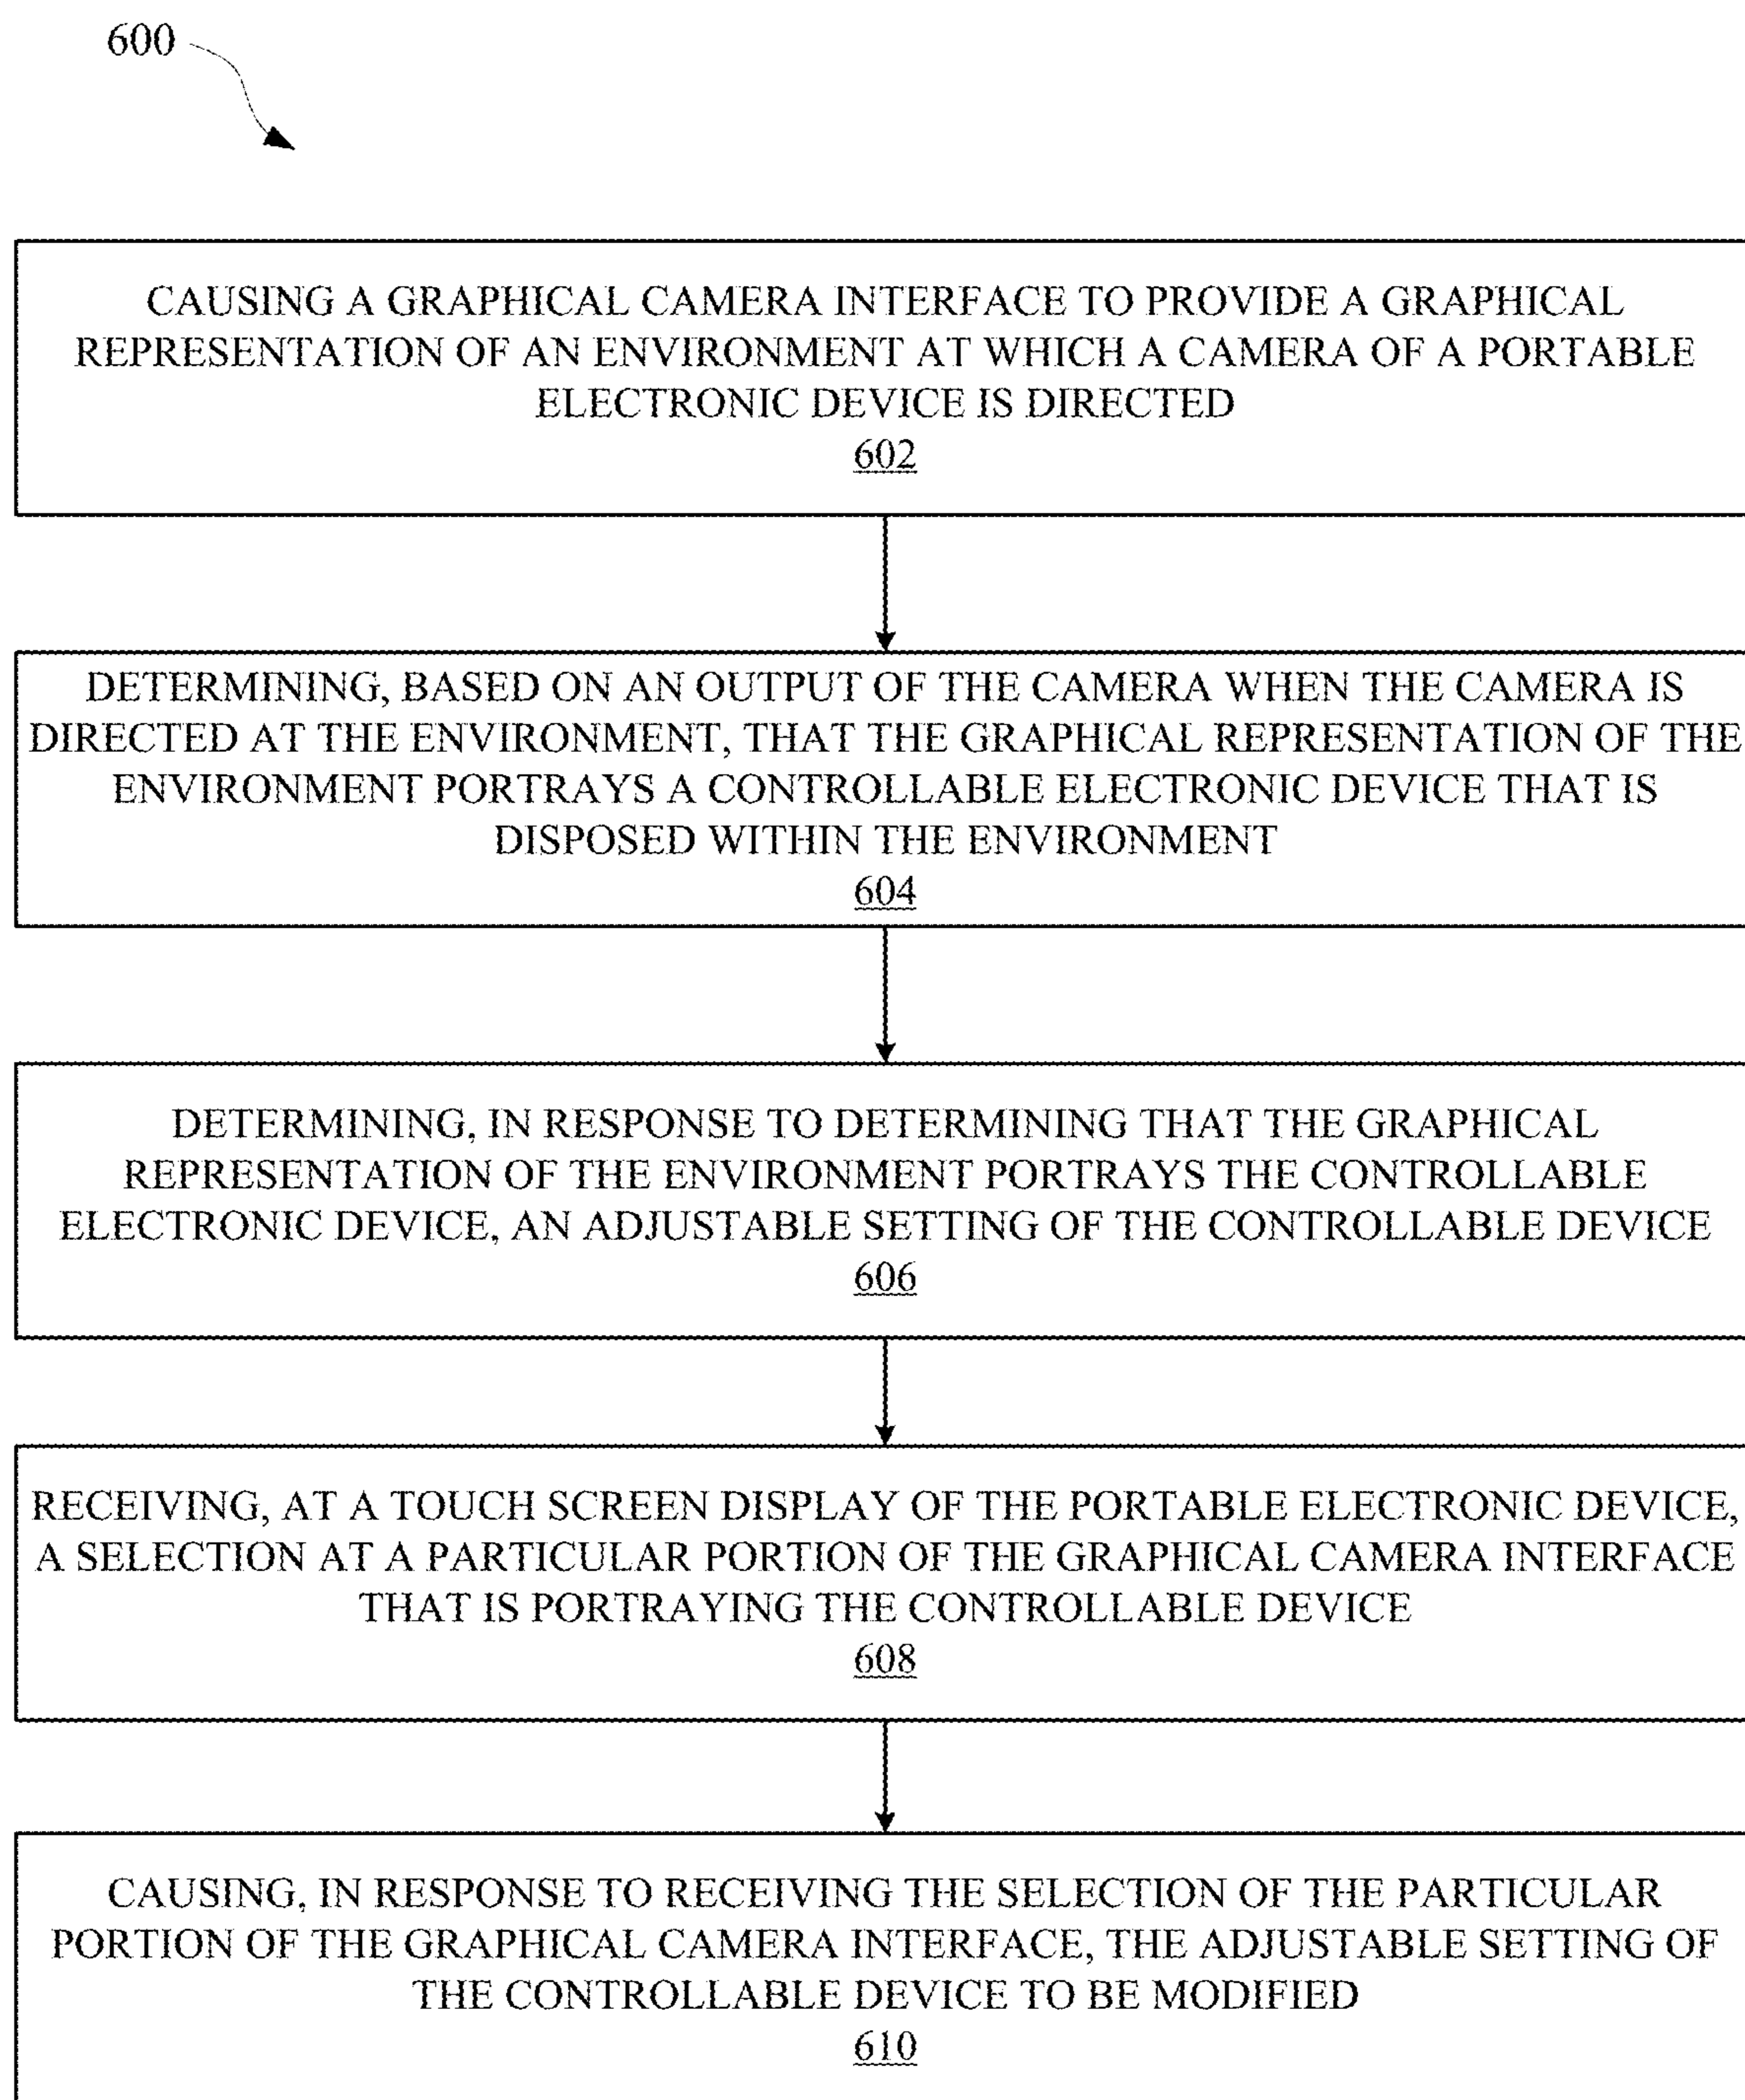 600
CAUSING A GRAPHICAL CAMERA INTERFACE TO PROVIDE A GRAPHICAL
REPRESENTATION OF AN ENVIRONMENT AT WHICH A CAMERA OF A PORTABLE
ELECTRONIC DEVICE IS DIRECTED
602
DETERMINING, BASED ON AN OUTPUT OF THE CAMERA WHEN THE CAMERA IS
DIRECTED AT THE ENVIRONMENT, THAT THE GRAPHICAL REPRESENTATION OF THE
ENVIRONMENT PORTRAYS A CONTROLLABLE ELECTRONIC DEVICE THAT IS
DISPOSED WITHIN THE ENVIRONMENT
604
DETERMINING, IN RESPONSE TO DETERMINING THAT THE GRAPHICAL
REPRESENTATION OF THE ENVIRONMENT PORTRAYS THE CONTROLLABLE
ELECTRONIC DEVICE, AN ADJUSTABLE SETTING OF THE CONTROLLABLE DEVICE
606
RECEIVING, AT A TOUCH SCREEN DISPLAY OF THE PORTABLE ELECTRONIC DEVICE,
A SELECTION AT A PARTICULAR PORTION OF THE GRAPHICAL CAMERA INTERFACE
THAT IS PORTRAYING THE CONTROLLABLE DEVICE
608
CAUSING, IN RESPONSE TO RECEIVING THE SELECTION OF THE PARTICULAR
PORTION OF THE GRAPHICAL CAMERA INTERFACE, THE ADJUSTABLE SETTING OF
THE CONTROLLABLE DEVICE TO BE MODIFIED
610